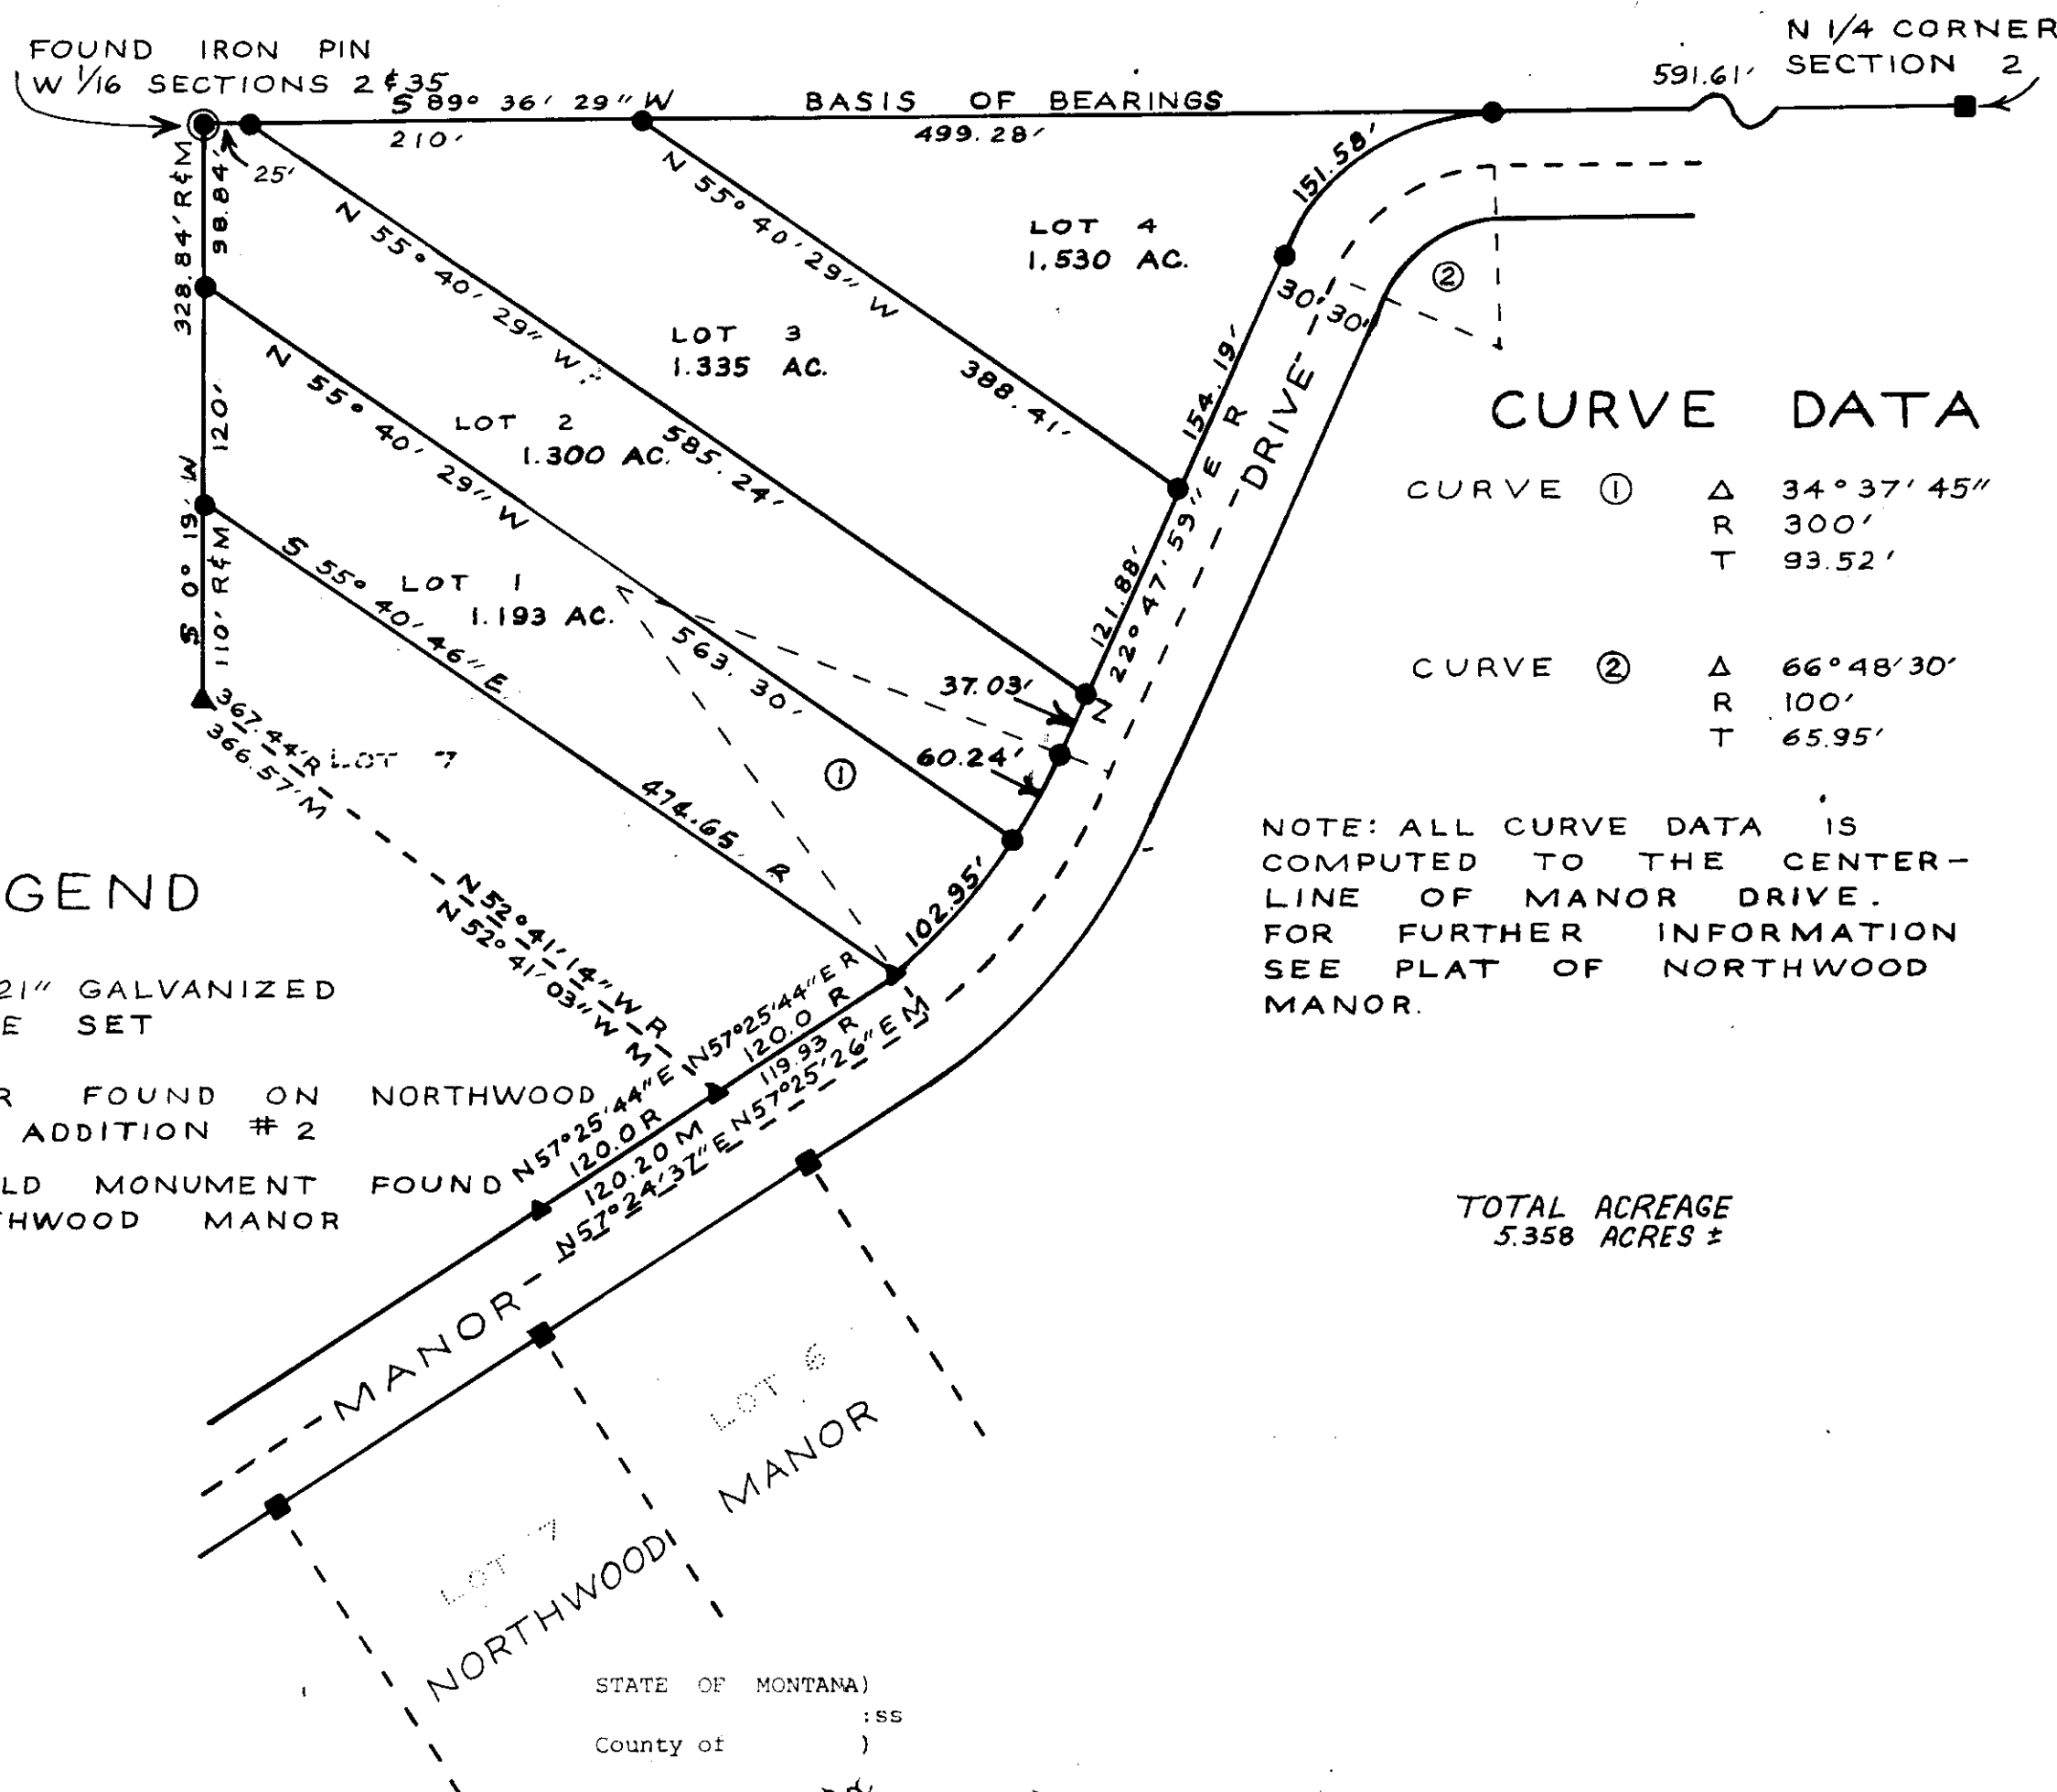 FOUND IRON PIN
W 1/16 SECTIONS 2 & 35
S 89° 36' 29" W
210'
BASIS OF BEARINGS
499.28'
591.61'
N 1/4 CORNER
SECTION 2
25'
328.84' R&M
98.84'
120'
S 0° 19' W
110' R&M
N 55° 40' 29" W
N 55° 40' 29" W
388.41'
LOT 4
1.530 AC.
151.58'
30' 30'
②
LOT 3
1.335 AC.
154.19'
N 55° 40' 29" W
585.24'
LOT 2
1.300 AC.
563.30'
LOT 1
1.193 AC.
S 55° 40' 46" E
474.65 R
121.88'
N 22° 47' 59" E R
DRIVE
37.03'
60.24'
①
102.95'
367.44' R
366.57' M
LOT 7
N 52° 41' 14" W R
N 52° 41' 03" W M
CURVE DATA
CURVE ① Δ 34° 37' 45"
R 300'
T 93.52'
CURVE ② Δ 66° 48' 30'
R 100'
T 65.95'
NOTE: ALL CURVE DATA IS
COMPUTED TO THE CENTER-
LINE OF MANOR DRIVE.
FOR FURTHER INFORMATION
SEE PLAT OF NORTHWOOD
MANOR.
GEND
21" GALVANIZED
E SET
R FOUND ON NORTHWOOD
ADDITION # 2
LD MONUMENT FOUND
THWOOD MANOR
N57°25'44"E R
120.0 R
119.93 R
N57°25'26"E M
N57°25'44"E
120.0 R
120.20 M
N57°24'37"E
MANOR
TOTAL ACREAGE
5.358 ACRES ±
LOT 6
MANOR
LOT 7
NORTHWOOD
STATE OF MONTANA)
:ss
County of )